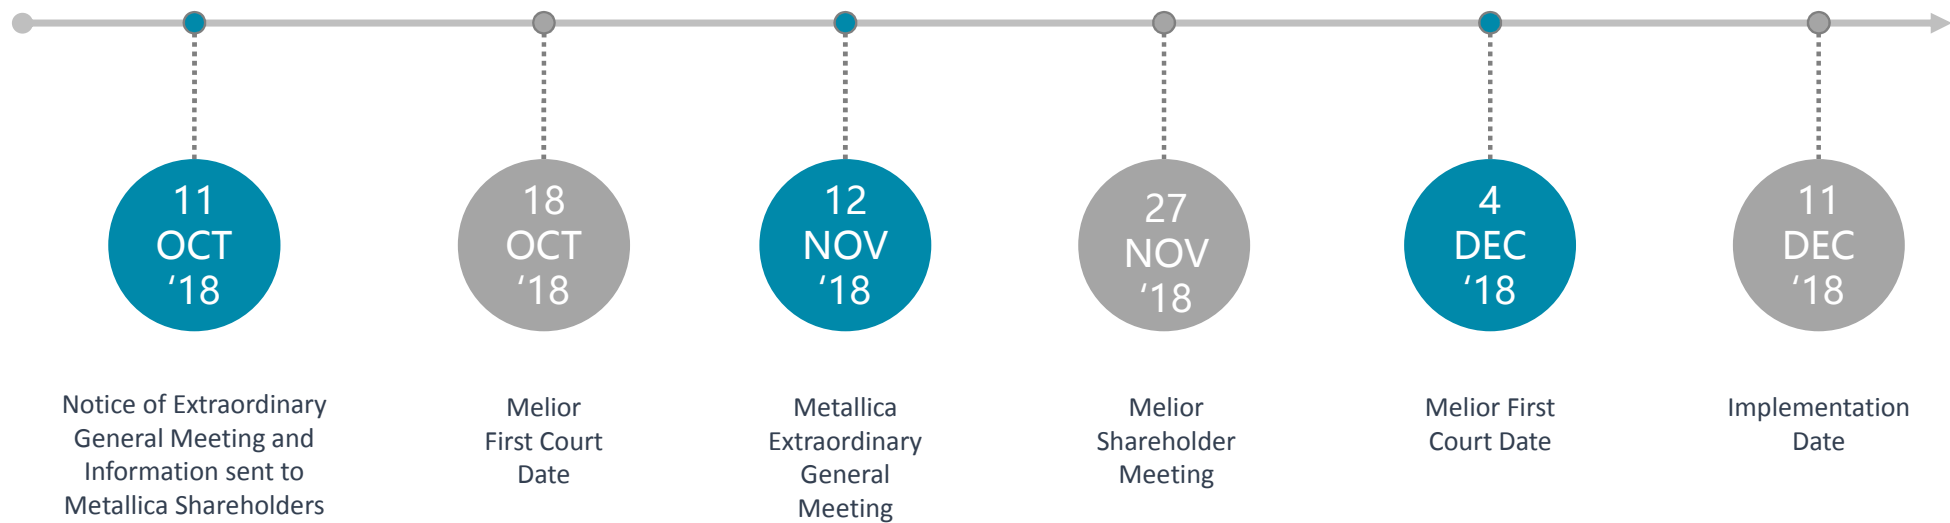 11
OCT
‘18
18
OCT
‘18
12
NOV
‘18
27
NOV
‘18
4
DEC
‘18
11
DEC
‘18
Notice of Extraordinary
General Meeting and
Information sent to
Metallica Shareholders
Melior
First Court
Date
Metallica
Extraordinary
General
Meeting
Melior
Shareholder
Meeting
Melior First
Court Date
Implementation
Date